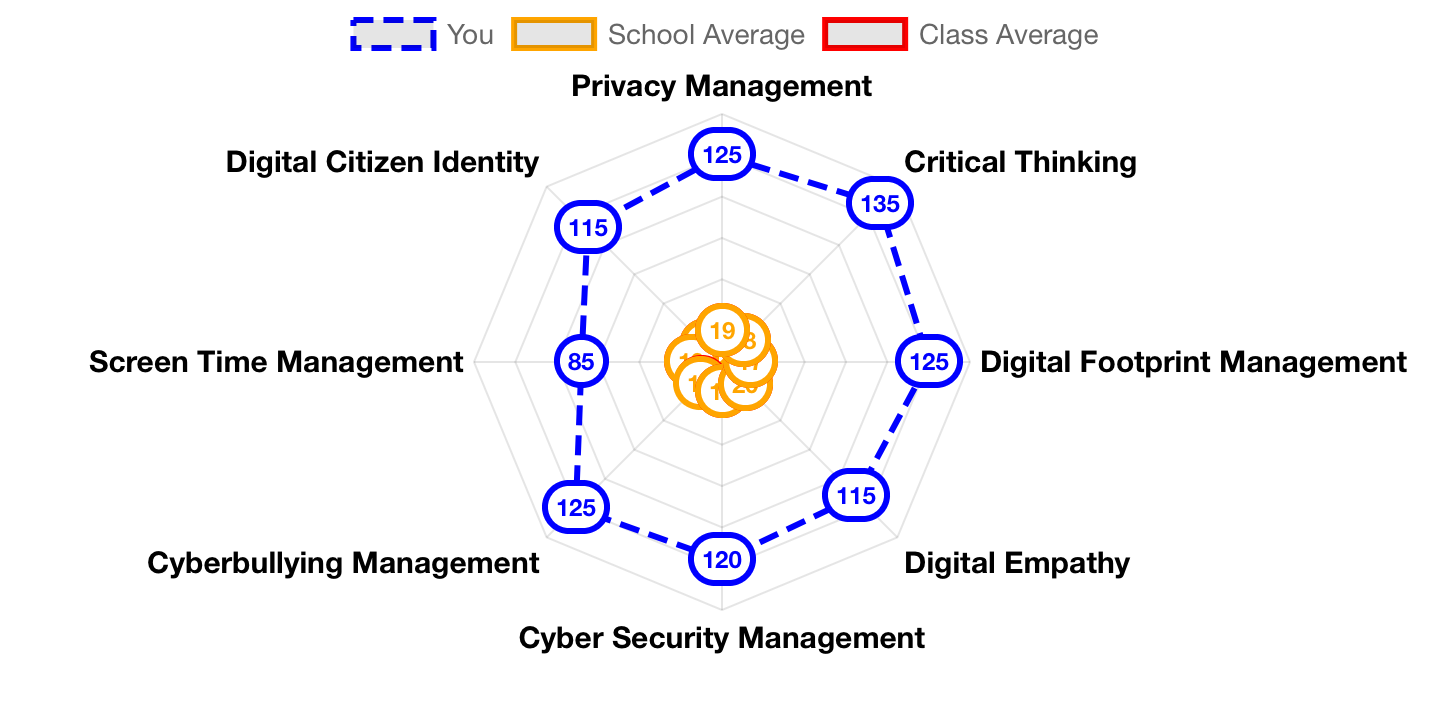 You School Average Class Average
Privacy Management
Digital Citizen Identity
Critical Thinking
125
135
115
19
Screen Time Management
85
125
Digital Footprint Management
115
125
120
Cyberbullying Management
Digital Empathy
Cyber Security Management